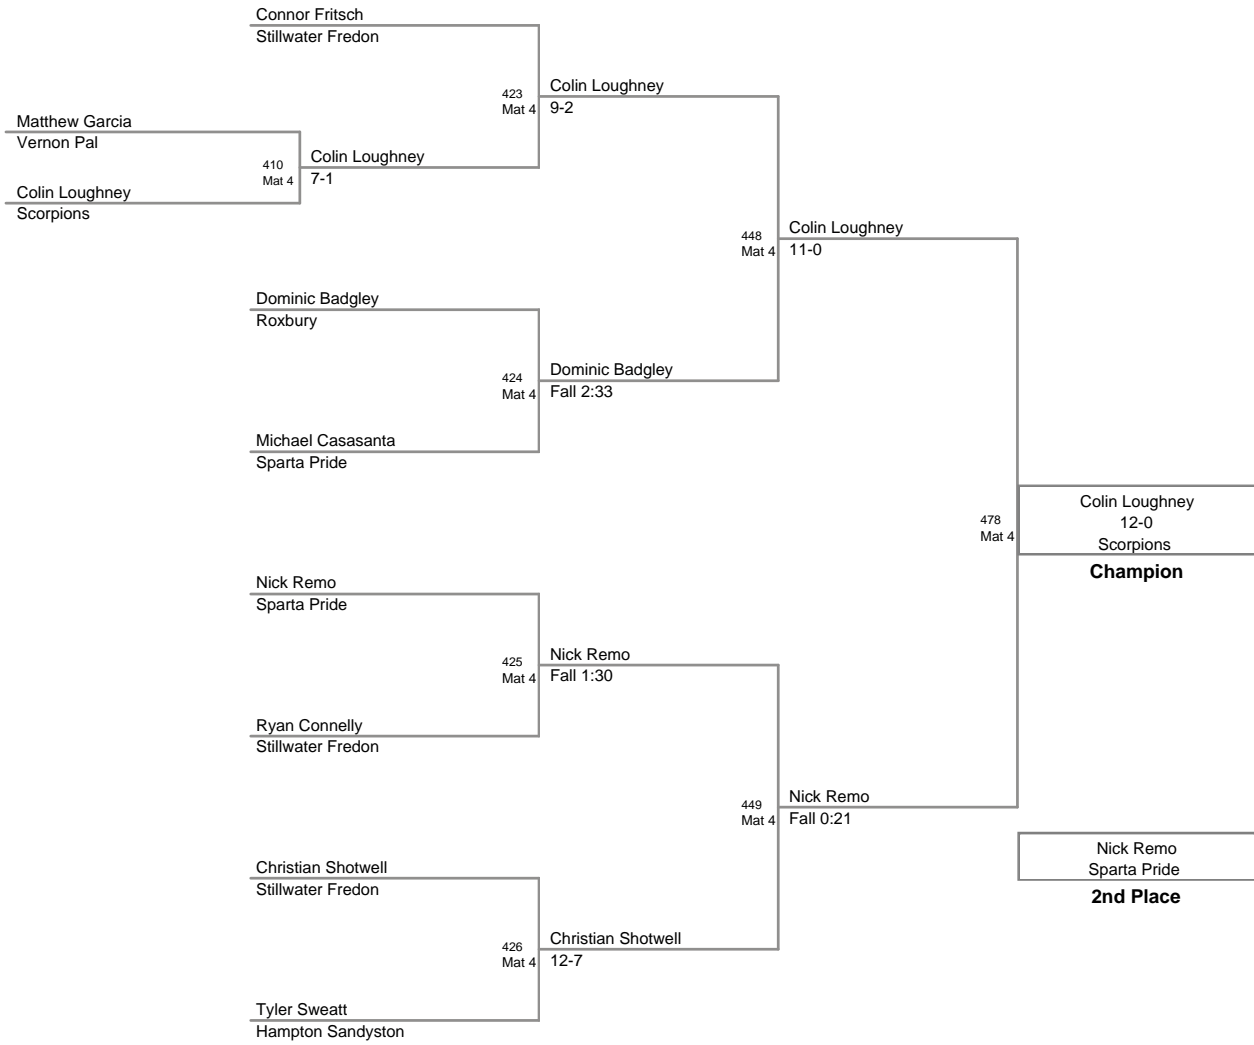 Connor Fritsch
Stillwater Fredon
423
Mat 4
Colin Loughney
9-2
Matthew Garcia
Vernon Pal
410
Mat 4
Colin Loughney
7-1
Colin Loughney
Scorpions
448
Mat 4
Colin Loughney
11-0
Dominic Badgley
Roxbury
424
Mat 4
Dominic Badgley
Fall 2:33
Michael Casasanta
Sparta Pride
478
Mat 4
Colin Loughney
12-0
Scorpions
Champion
Nick Remo
Sparta Pride
425
Mat 4
Nick Remo
Fall 1:30
Ryan Connelly
Stillwater Fredon
449
Mat 4
Nick Remo
Fall 0:21
Nick Remo
Sparta Pride
2nd Place
Christian Shotwell
Stillwater Fredon
426
Mat 4
Christian Shotwell
12-7
Tyler Sweatt
Hampton Sandyston